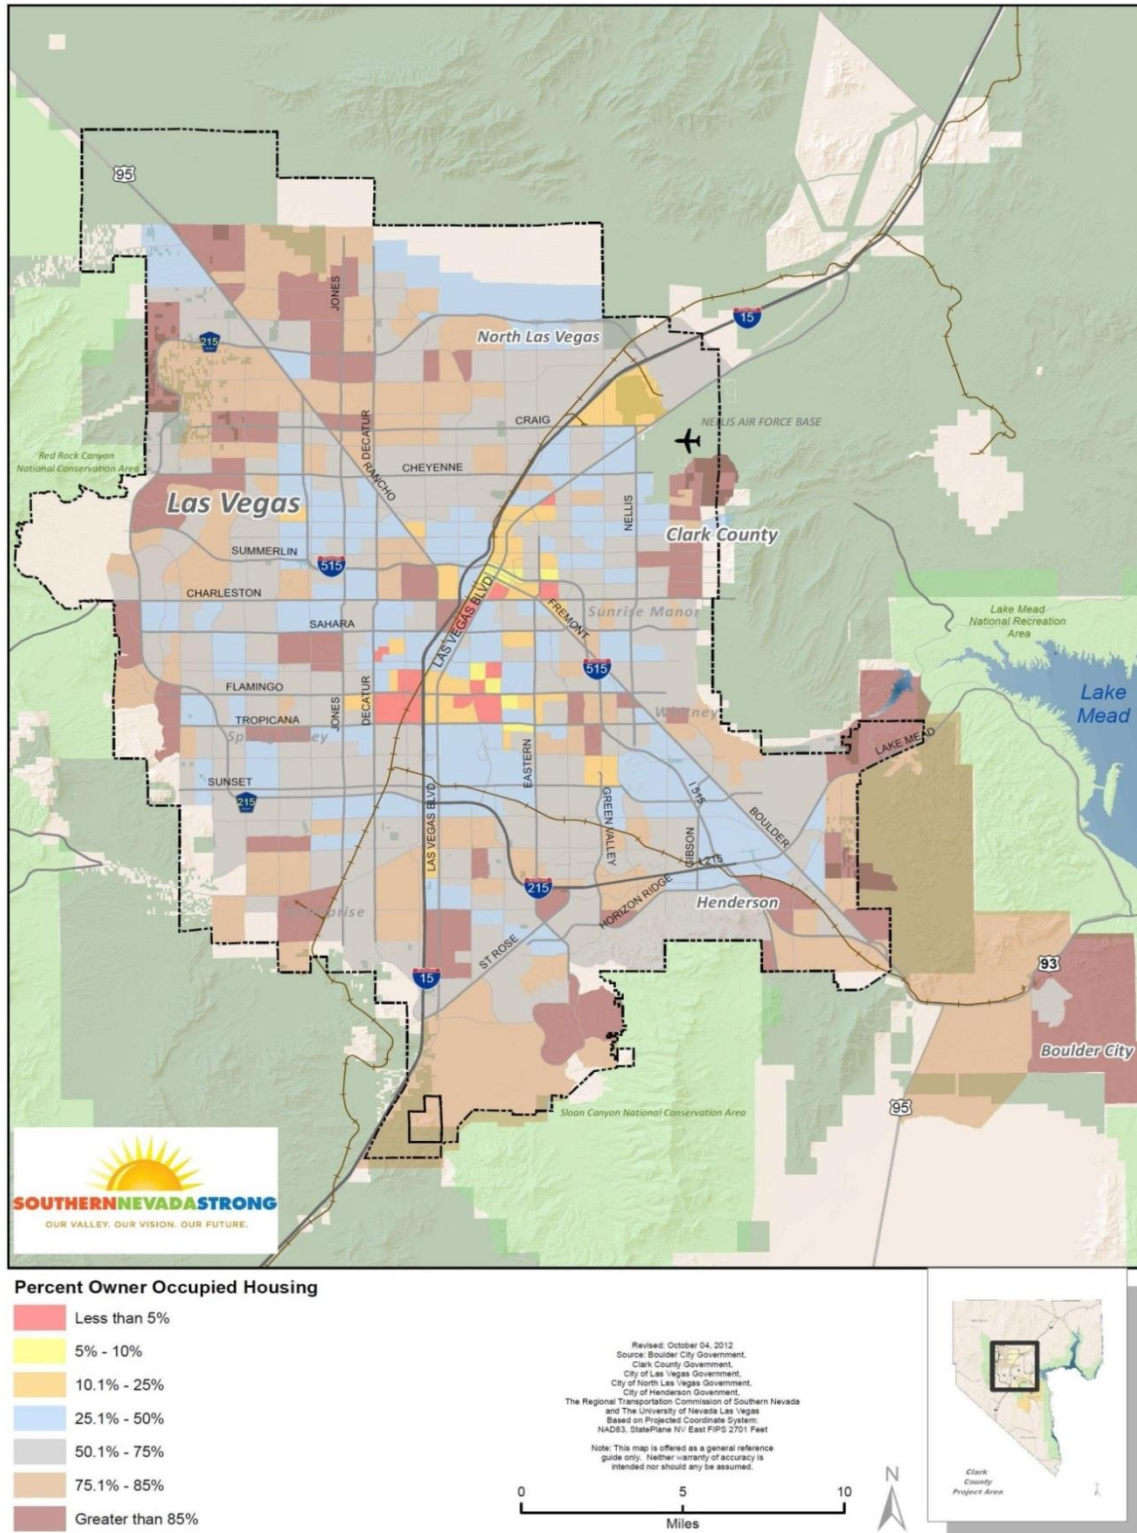 95
JONES
215
North Las Vegas
15
CRAIG
NELLIS AIR FORCE BASE
DECATUR
Red Rock Canyon
National Conservation Area
CHEYENNE
RANCHO
Las Vegas
NELLIS
Clark County
SUMMERLIN
515
CHARLESTON
LAS VEGAS BLVD.
FREMONT
Sunrise Manor
SAHARA
Lake Mead
National Recreation
Area
515
FLAMINGO
Lake
Mead
JONES
DECATUR
TROPICANA
Whitney
Spring Valley
LAKE MEAD
EASTERN
SUNSET
215
I 515
LAS VEGAS BLVD.
GREEN VALLEY
BOULDER
GIBSON
I 215
215
HORIZON RIDGE
Henderson
Enterprise
ST ROSE
15
93
Boulder City
95
Sloan Canyon National Conservation Area
SOUTHERNNEVADASTRONG
OUR VALLEY. OUR VISION. OUR FUTURE.
Percent Owner Occupied Housing
Less than 5%
5% - 10%
10.1% - 25%
25.1% - 50%
50.1% - 75%
75.1% - 85%
Greater than 85%
Revised: October 04, 2012
Source: Boulder City Government,
Clark County Government,
City of Las Vegas Government,
City of North Las Vegas Government,
City of Henderson Government,
The Regional Transportation Commission of Southern Nevada
and The University of Nevada Las Vegas
Based on Projected Coordinate System:
NAD83, StatePlane NV East FIPS 2701 Feet
Note: This map is offered as a general reference
guide only. Neither warranty of accuracy is
intended nor should any be assumed.
0 5 10
Miles
N
Clark
County
Project Area